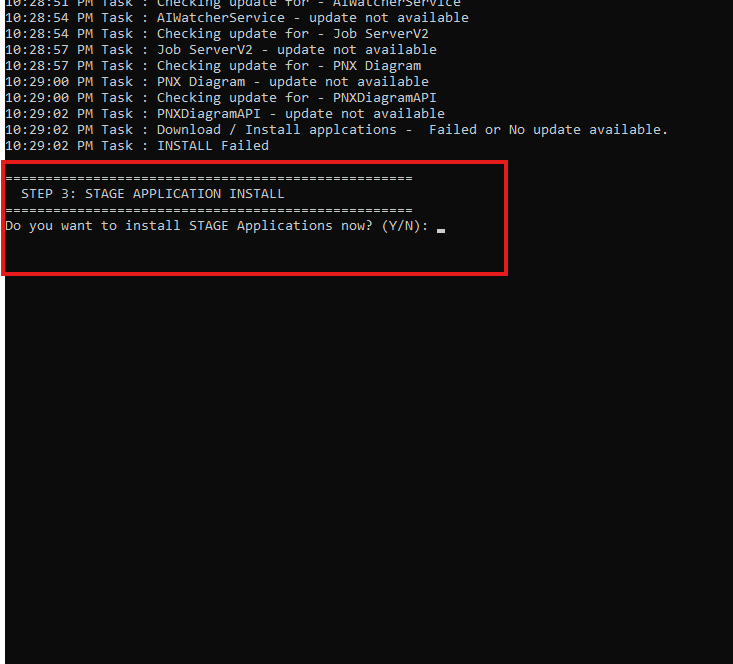 10:28:51 PM Task : Checking update for - AIWatcherService
10:28:54 PM Task : AIWatcherService - update not available
10:28:54 PM Task : Checking update for - Job ServerV2
10:28:57 PM Task : Job ServerV2 - update not available
10:28:57 PM Task : Checking update for - PNX Diagram
10:29:00 PM Task : PNX Diagram - update not available
10:29:00 PM Task : Checking update for - PNXDiagramAPI
10:29:02 PM Task : PNXDiagramAPI - update not available
10:29:02 PM Task : Download / Install applcations -  Failed or No update available.
10:29:02 PM Task : INSTALL Failed
===================================================
STEP 3: STAGE APPLICATION INSTALL
===================================================
Do you want to install STAGE Applications now? (Y/N):